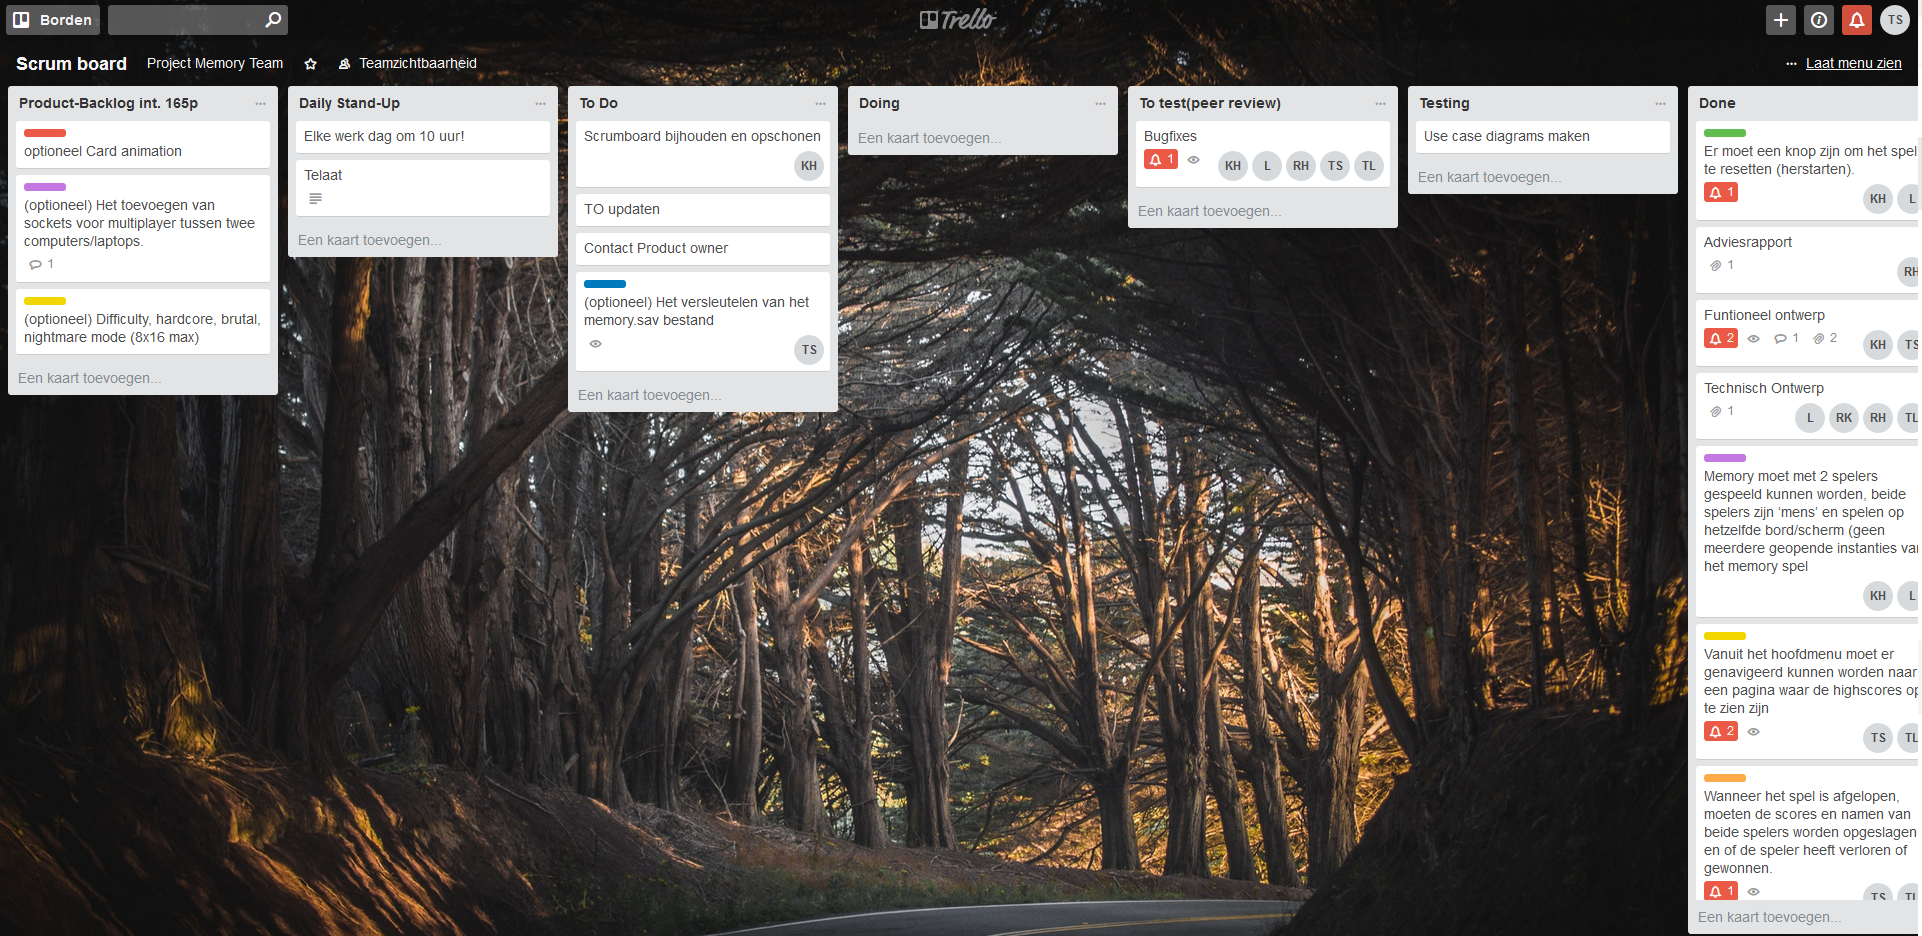 Borden
Trello
TS
Scrum board
Project Memory Team
Teamzichtbaarheid
Laat menu zien
Product-Backlog int. 165p
optioneel Card animation
(optioneel) Het toevoegen van
sockets voor multiplayer tussen twee
computers/laptops.
1
(optioneel) Difficulty, hardcore, brutal,
nightmare mode (8x16 max)
Een kaart toevoegen...
Daily Stand-Up
Elke werk dag om 10 uur!
Telaat
Een kaart toevoegen...
To Do
Scrumboard bijhouden en opschonen
KH
TO updaten
Contact Product owner
(optioneel) Het versleutelen van het
memory.sav bestand
TS
Een kaart toevoegen...
Doing
Een kaart toevoegen...
To test(peer review)
Bugfixes
1
KH L RH TS TL
Een kaart toevoegen...
Testing
Use case diagrams maken
Een kaart toevoegen...
Done
Er moet een knop zijn om het spel
te resetten (herstarten).
1
KH L
Adviesrapport
1
RH
Funtioneel ontwerp
2 1 2
KH TS
Technisch Ontwerp
1
L RK RH TL
Memory moet met 2 spelers
gespeeld kunnen worden, beide
spelers zijn ‘mens’ en spelen op
hetzelfde bord/scherm (geen
meerdere geopende instanties van
het memory spel
KH L
Vanuit het hoofdmenu moet er
genavigeerd kunnen worden naar
een pagina waar de highscores op
te zien zijn
2
TS TL
Wanneer het spel is afgelopen,
moeten de scores en namen van
beide spelers worden opgeslagen
en of de speler heeft verloren of
gewonnen.
1
TS TL
Een kaart toevoegen...